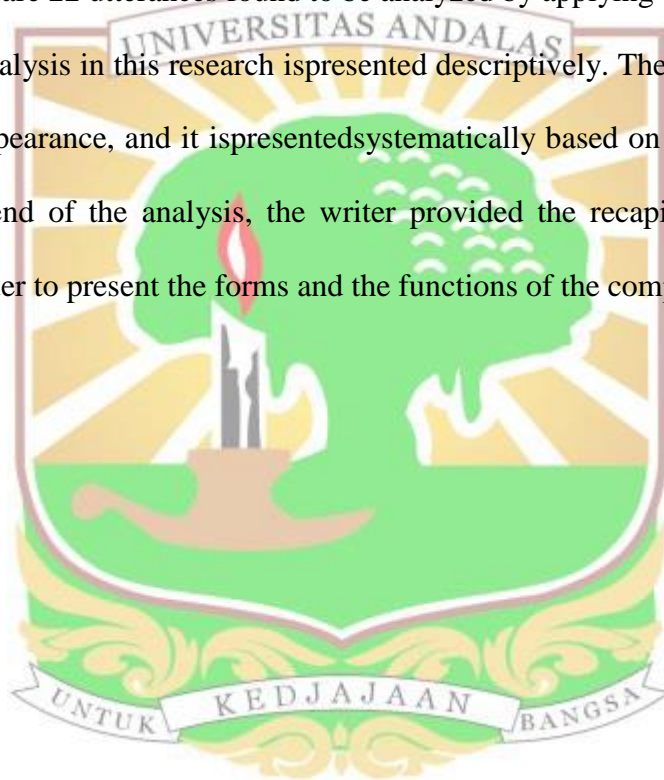 are 22 utterances found to be analyzed by applying
UNIVERSITAS ANDALAS
alysis in this research ispresented descriptively. The
pearance, and it ispresentedsystematically based on
end of the analysis, the writer provided the recapi
er to present the forms and the functions of the comp
UNTUK KEDJAJAAN BANGSA